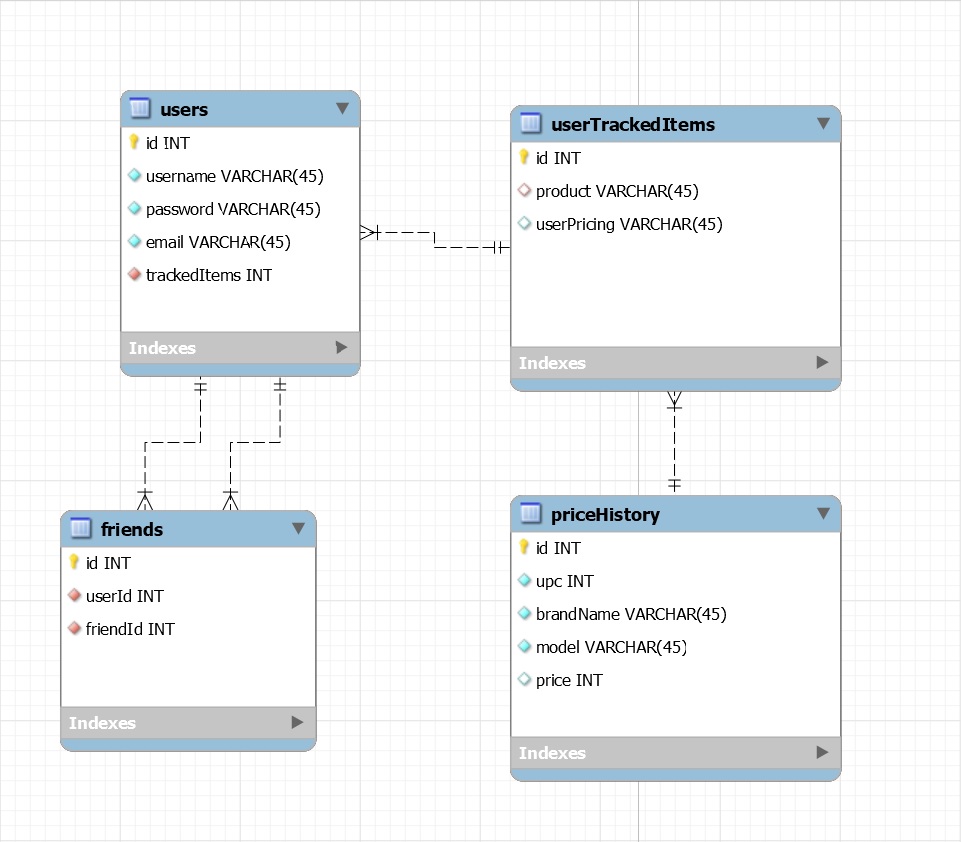 users
id INT
username VARCHAR(45)
password VARCHAR(45)
email VARCHAR(45)
trackedItems INT
Indexes
userTrackedItems
id INT
product VARCHAR(45)
userPricing VARCHAR(45)
Indexes
friends
id INT
userId INT
friendId INT
Indexes
priceHistory
id INT
upc INT
brandName VARCHAR(45)
model VARCHAR(45)
price INT
Indexes